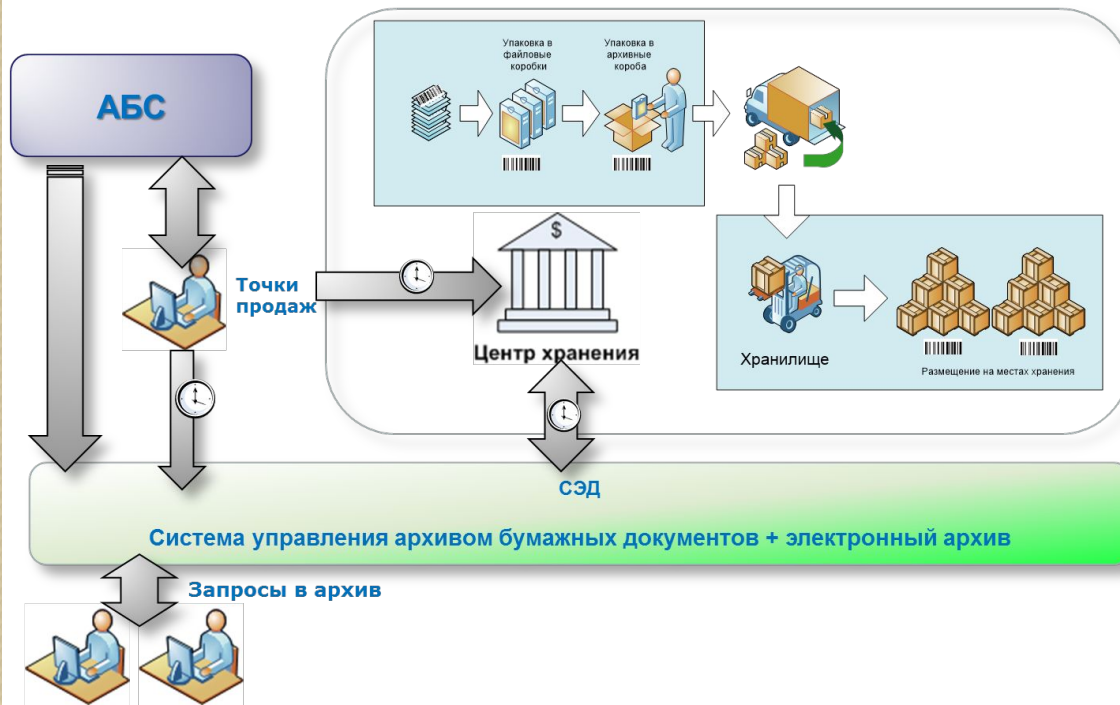 Упаковка в
файловые
коробки
Упаковка в
архивные
короба
АБС
$
Точки
продаж
Центр хранения
Хранилище
Размещение на местах хранения
СЭД
Система управления архивом бумажных документов + электронный архив
Запросы в архив